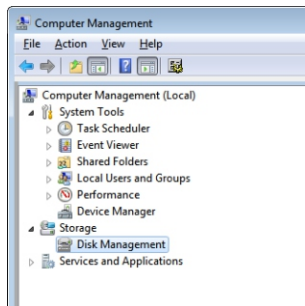 Computer Management
File Action View Help
Computer Management (Local)
System Tools
Task Scheduler
Event Viewer
Shared Folders
Local Users and Groups
Performance
Device Manager
Storage
Disk Management
Services and Applications